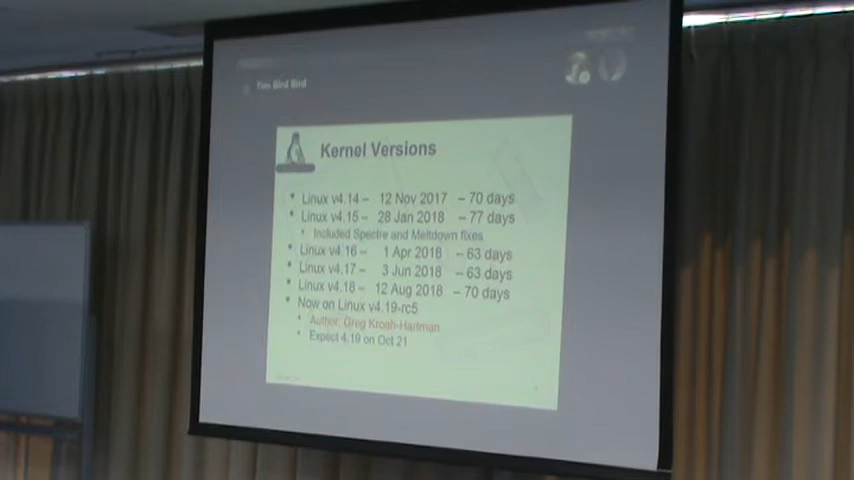 Tim Bird Bird
Kernel Versions
• Linux v4.14 – 12 Nov 2017 – 70 days
• Linux v4.15 – 28 Jan 2018 – 77 days
• Included Spectre and Meltdown fixes
• Linux v4.16 – 1 Apr 2018 – 63 days
• Linux v4.17 – 3 Jun 2018 – 63 days
• Linux v4.18 – 12 Aug 2018 – 70 days
• Now on Linux v4.19-rc5
• Author: Greg Kroah-Hartman
• Expect 4.19 on Oct 21